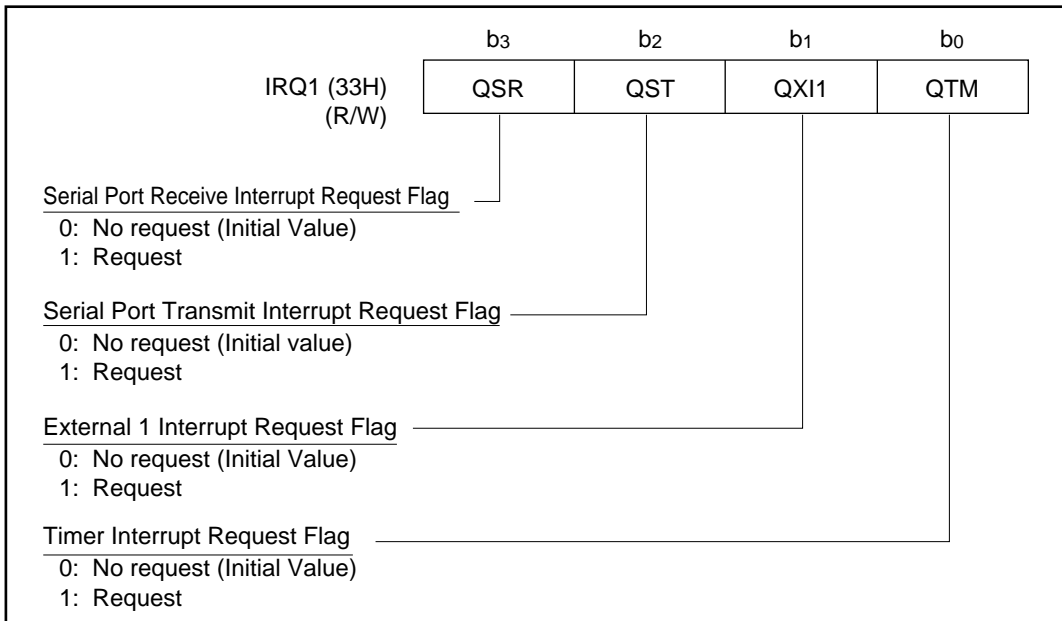 b3 b2 b1 b0
IRQ1 (33H) QSR QST QXI1 QTM
(R/W)
Serial Port Receive Interrupt Request Flag
0: No request (Initial Value)
1: Request
Serial Port Transmit Interrupt Request Flag
0: No request (Initial value)
1: Request
External 1 Interrupt Request Flag
0: No request (Initial Value)
1: Request
Timer Interrupt Request Flag
0: No request (Initial Value)
1: Request